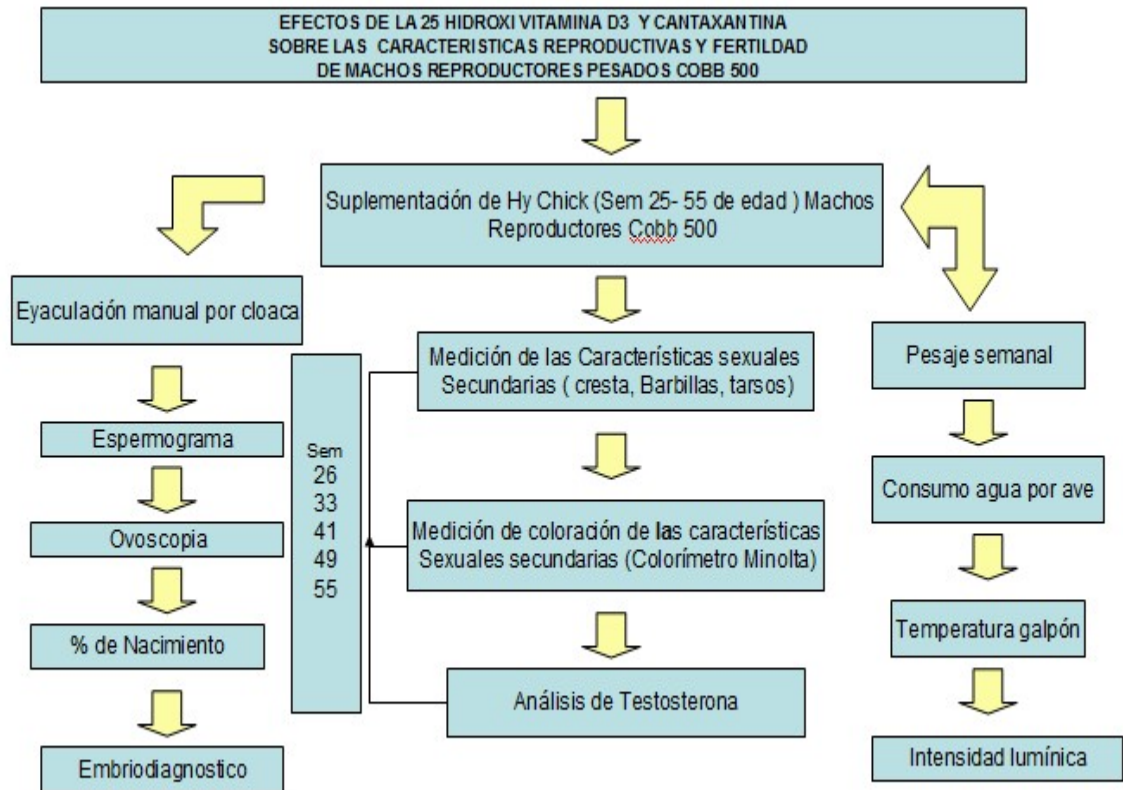 EFECTOS DE LA 25 HIDROXI VITAMINA D3 Y CANTAXANTINA
SOBRE LAS CARACTERISTICAS REPRODUCTIVAS Y FERTILDAD
DE MACHOS REPRODUCTORES PESADOS COBB 500
Suplementación de Hy Chick (Sem 25- 55 de edad ) Machos
Reproductores Cobb 500
Eyaculación manual por cloaca
Espermograma
Ovoscopia
% de Nacimiento
Embriodiagnostico
Sem
26
33
41
49
55
Medición de las Características sexuales
Secundarias ( cresta, Barbillas, tarsos)
Medición de coloración de las características
Sexuales secundarias (Colorímetro Minolta)
Análisis de Testosterona
Pesaje semanal
Consumo agua por ave
Temperatura galpón
Intensidad lumínica